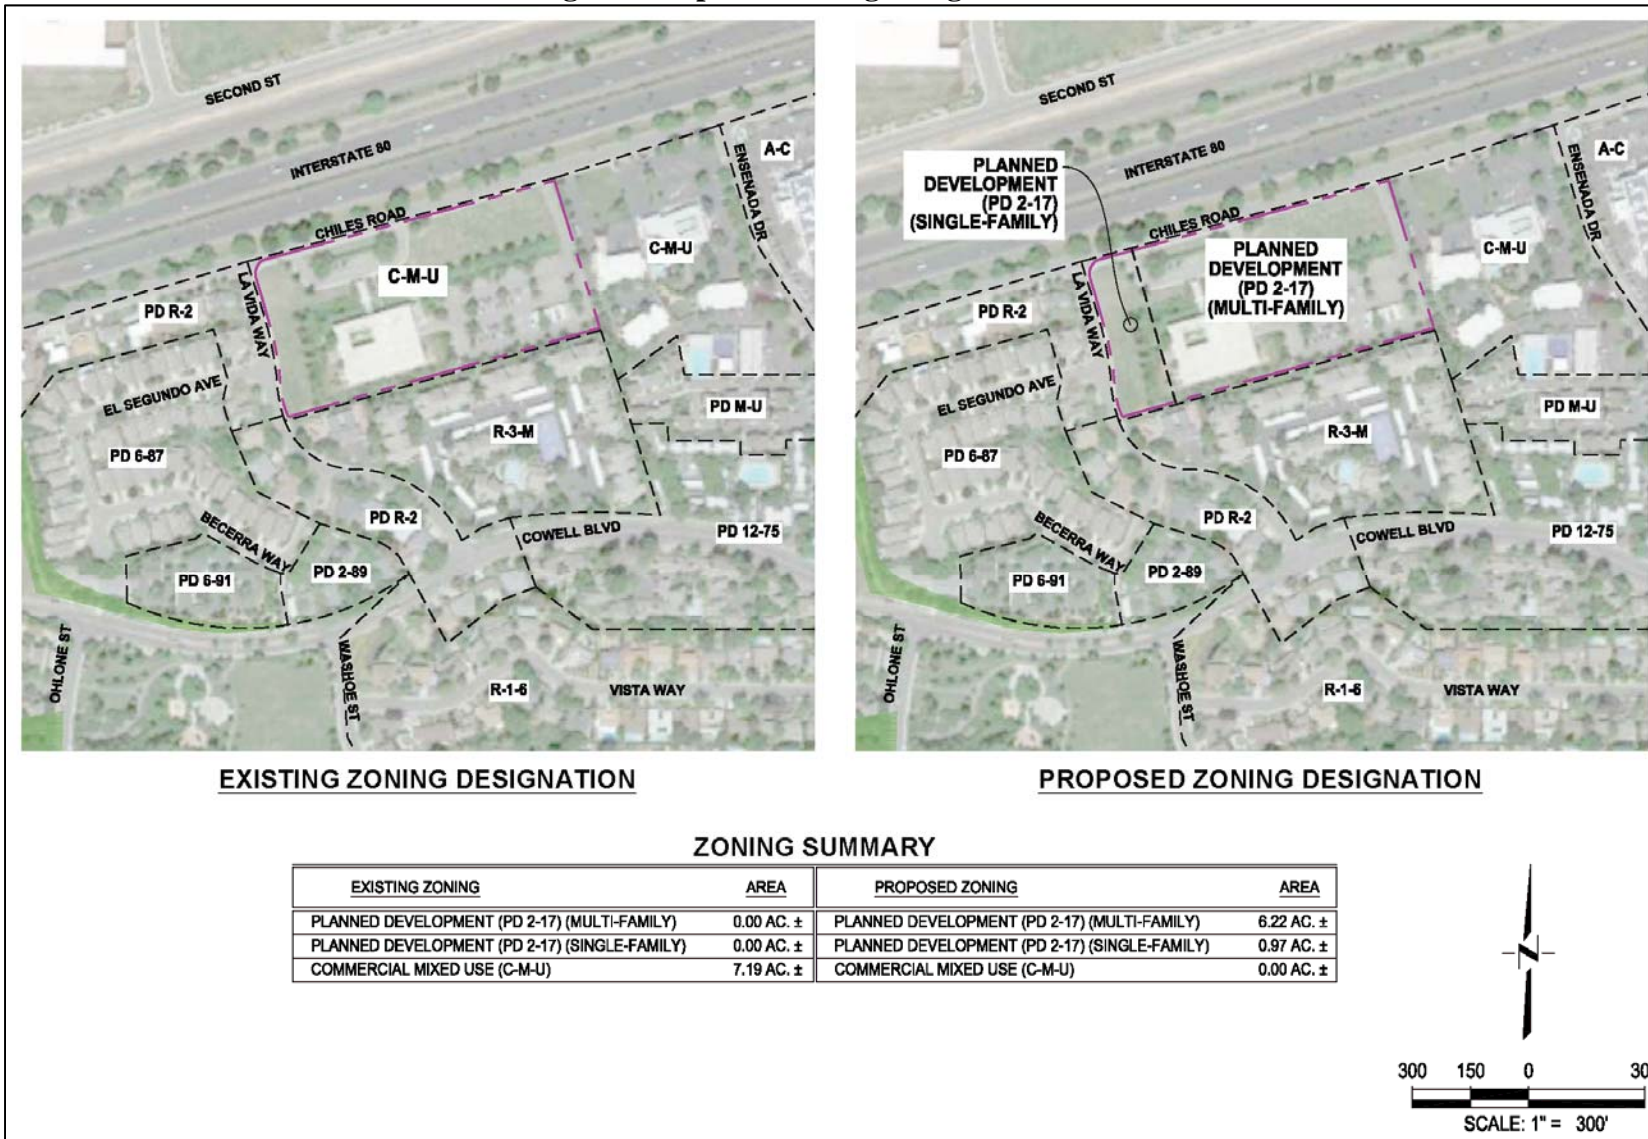 SECOND ST
INTERSTATE 80
CHILES ROAD
ENSENADA DR
A-C
C-M-U
C-M-U
LA VIDA WAY
PD R-2
EL SEGUNDO AVE
PD M-U
R-3-M
PD 6-87
PD R-2
BECERRA WAY
COWELL BLVD
PD 12-75
PD 6-91
PD 2-89
OHLONE ST
WASHOE ST
R-1-6
VISTA WAY
EXISTING ZONING DESIGNATION
SECOND ST
INTERSTATE 80
PLANNED
DEVELOPMENT
(PD 2-17)
(SINGLE-FAMILY)
CHILES ROAD
ENSENADA DR
A-C
PLANNED
DEVELOPMENT
(PD 2-17)
(MULTI-FAMILY)
C-M-U
LA VIDA WAY
PD R-2
EL SEGUNDO AVE
PD M-U
R-3-M
PD 6-87
PD R-2
BECERRA WAY
COWELL BLVD
PD 12-75
PD 6-91
PD 2-89
OHLONE ST
WASHOE ST
R-1-6
VISTA WAY
PROPOSED ZONING DESIGNATION
ZONING SUMMARY
EXISTING ZONING AREA PROPOSED ZONING AREA
PLANNED DEVELOPMENT (PD 2-17) (MULTI-FAMILY) 0.00 AC. ± PLANNED DEVELOPMENT (PD 2-17) (MULTI-FAMILY) 6.22 AC. ±
PLANNED DEVELOPMENT (PD 2-17) (SINGLE-FAMILY) 0.00 AC. ± PLANNED DEVELOPMENT (PD 2-17) (SINGLE-FAMILY) 0.97 AC. ±
COMMERCIAL MIXED USE (C-M-U) 7.19 AC. ± COMMERCIAL MIXED USE (C-M-U) 0.00 AC. ±
N
300 150 0 30
SCALE: 1" = 300'